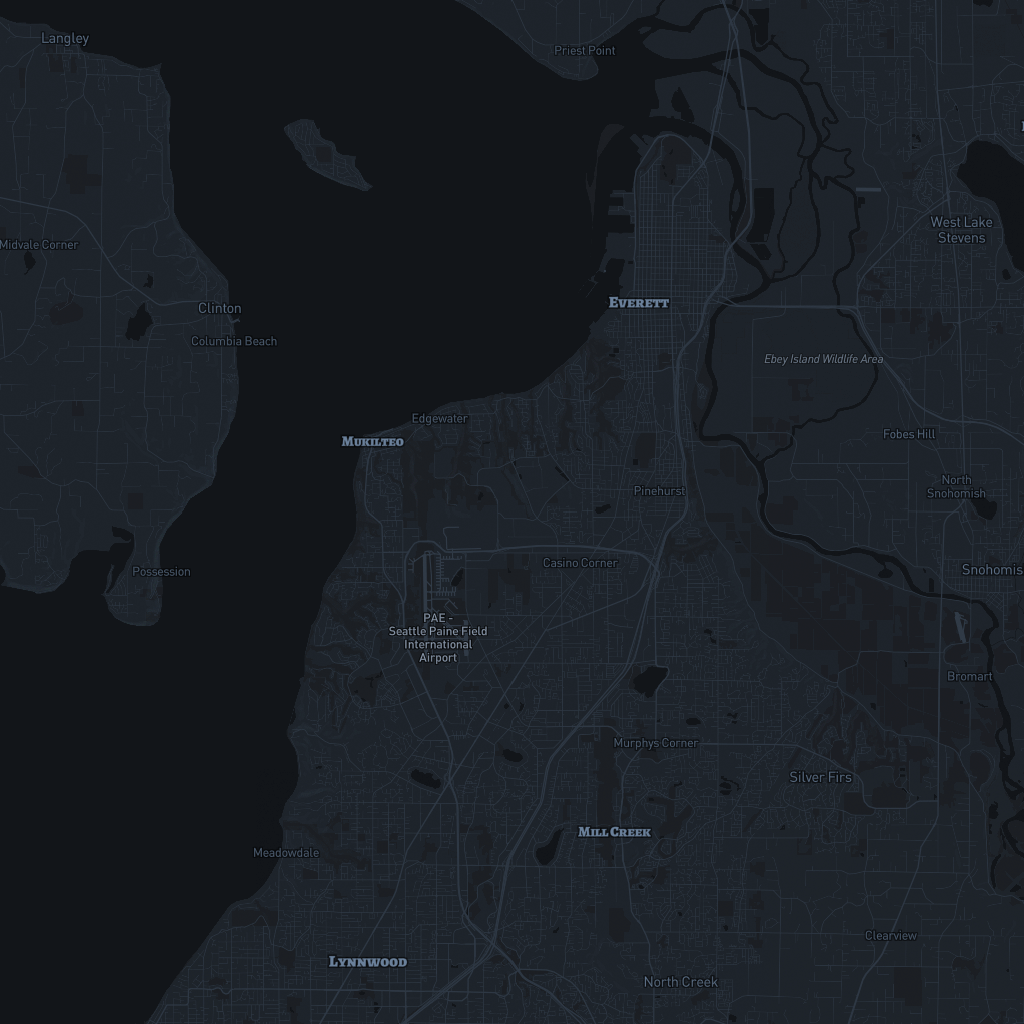 Langley
Priest Point
West Lake
Stevens
Midvale Corner
Clinton
Everett
Columbia Beach
Ebey Island Wildlife Area
Edgewater
Mukilteo
Fobes Hill
Pinehurst
North
Snohomish
Casino Corner
Possession
Snohomis
PAE -
Seattle Paine Field
International
Airport
Bromart
Murphys Corner
Silver Firs
Mill Creek
Meadowdale
Clearview
Lynnwood
North Creek